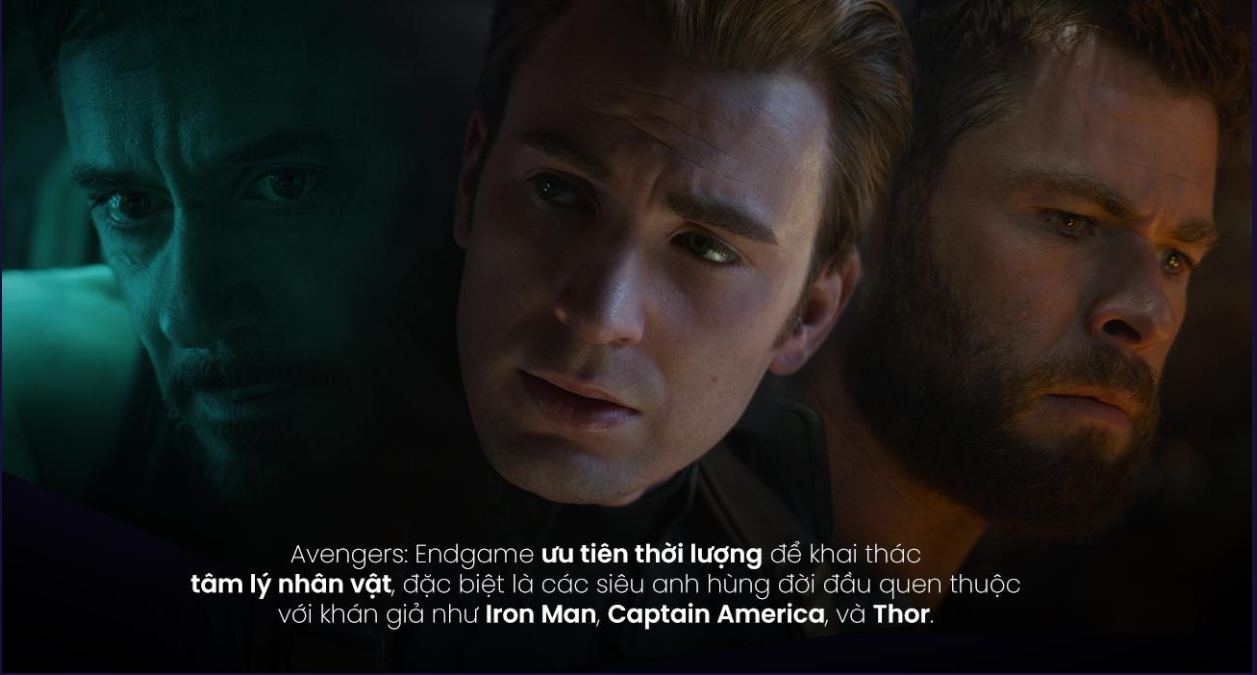 Avengers: Endgame ưu tiên thời lượng để khai thác
tâm lý nhân vật, đặc biệt là các siêu anh hùng đời đầu quen thuộc
với khán giả như Iron Man, Captain America, và Thor.